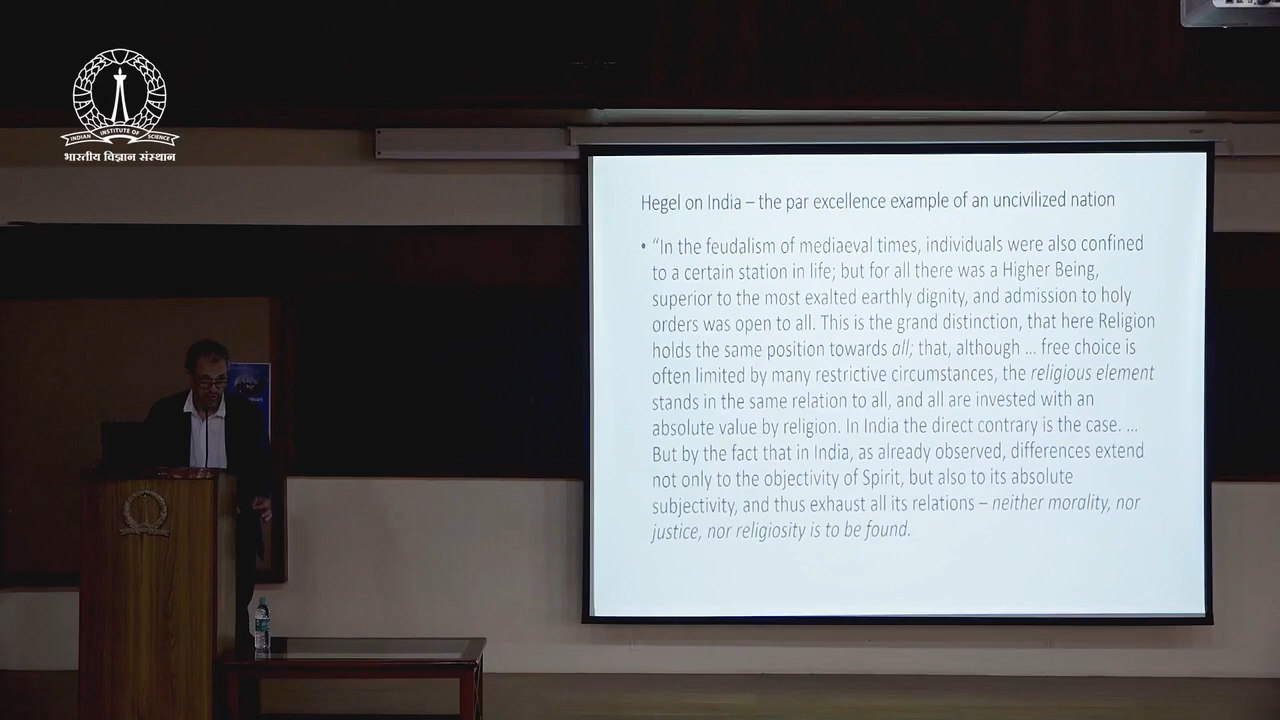 INDIAN INSTITUTE OF SCIENCE
भारतीय विज्ञान संस्थान
Hegel on India – the par excellence example of an uncivilized nation
• “In the feudalism of mediaeval times, individuals were also confined
to a certain station in life; but for all there was a Higher Being,
superior to the most exalted earthly dignity, and admission to holy
orders was open to all. This is the grand distinction, that here Religion
holds the same position towards all; that, although ... free choice is
often limited by many restrictive circumstances, the religious element
stands in the same relation to all, and all are invested with an
absolute value by religion. In India the direct contrary is the case. ...
But by the fact that in India, as already observed, differences extend
not only to the objectivity of Spirit, but also to its absolute
subjectivity, and thus exhaust all its relations – neither morality, nor
justice, nor religiosity is to be found.